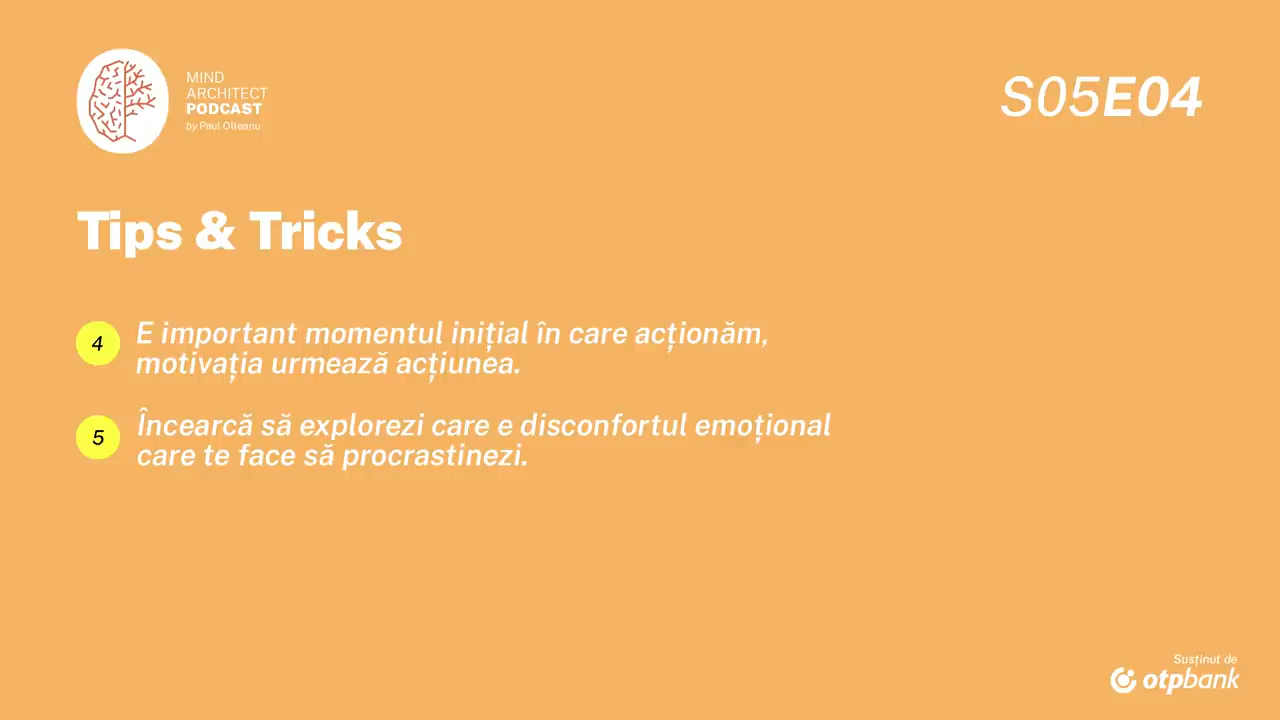 MIND
ARCHITECT
PODCAST
by Paul Olteanu
S05E04
Tips & Tricks
4
E important momentul inițial în care acționăm,
motivația urmează acțiunea.
5
Încearcă să explorezi care e disconfortul emoțional
care te face să procrastinezi.
Susținut de
otpbank